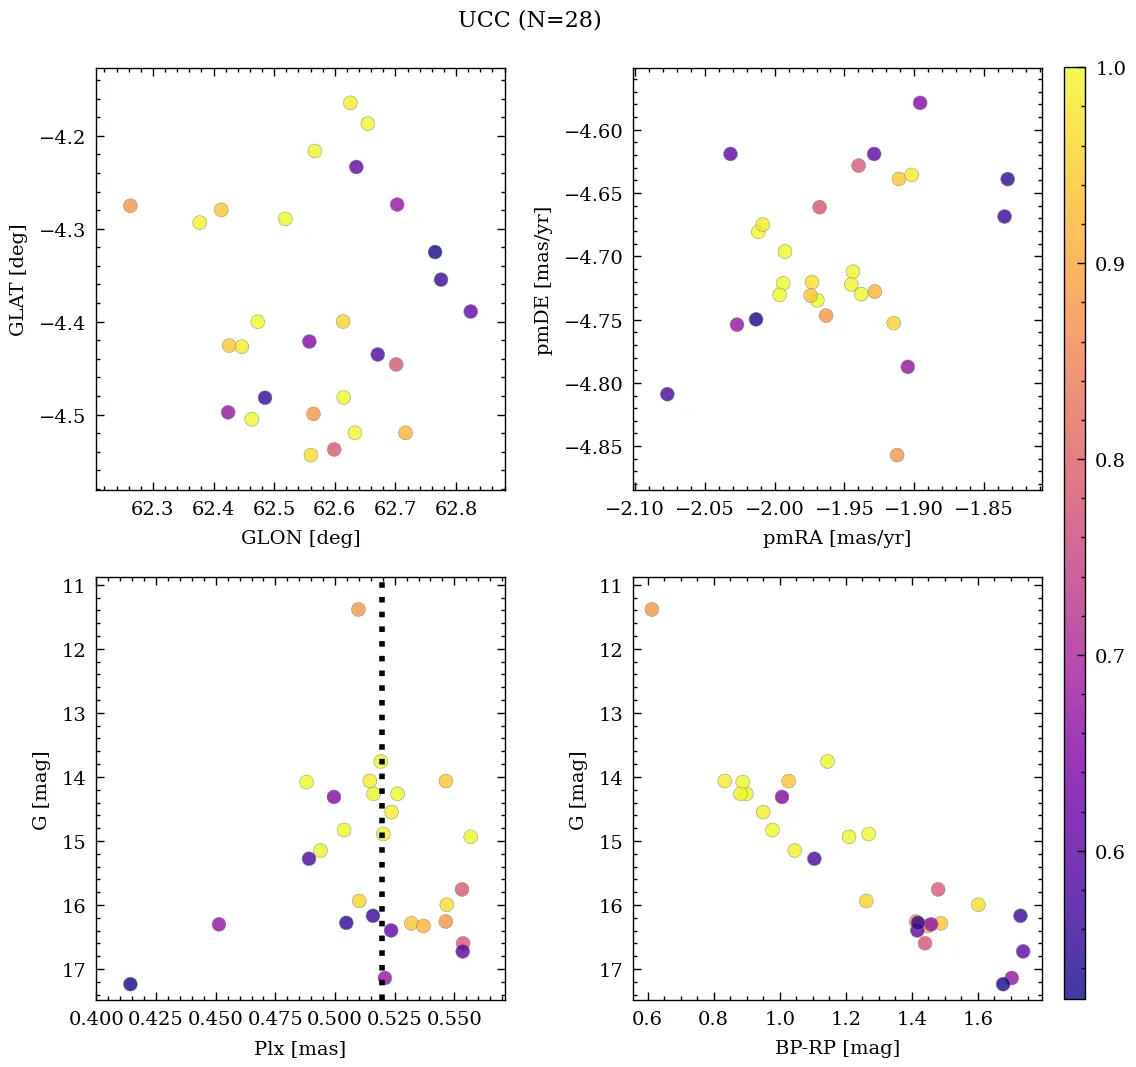 UCC (N=28)
−4.2
−4.3
−4.4
−4.5
GLAT [deg]
62.3 62.4 62.5 62.6 62.7 62.8
GLON [deg]
−4.60
−4.65
−4.70
−4.75
−4.80
−4.85
pmDE [mas/yr]
−2.10 −2.05 −2.00 −1.95 −1.90 −1.85
pmRA [mas/yr]
11
12
13
14
15
16
17
G [mag]
0.400 0.425 0.450 0.475 0.500 0.525 0.550
Plx [mas]
11
12
13
14
15
16
17
G [mag]
0.6 0.8 1.0 1.2 1.4 1.6
BP-RP [mag]
1.0
0.9
0.8
0.7
0.6